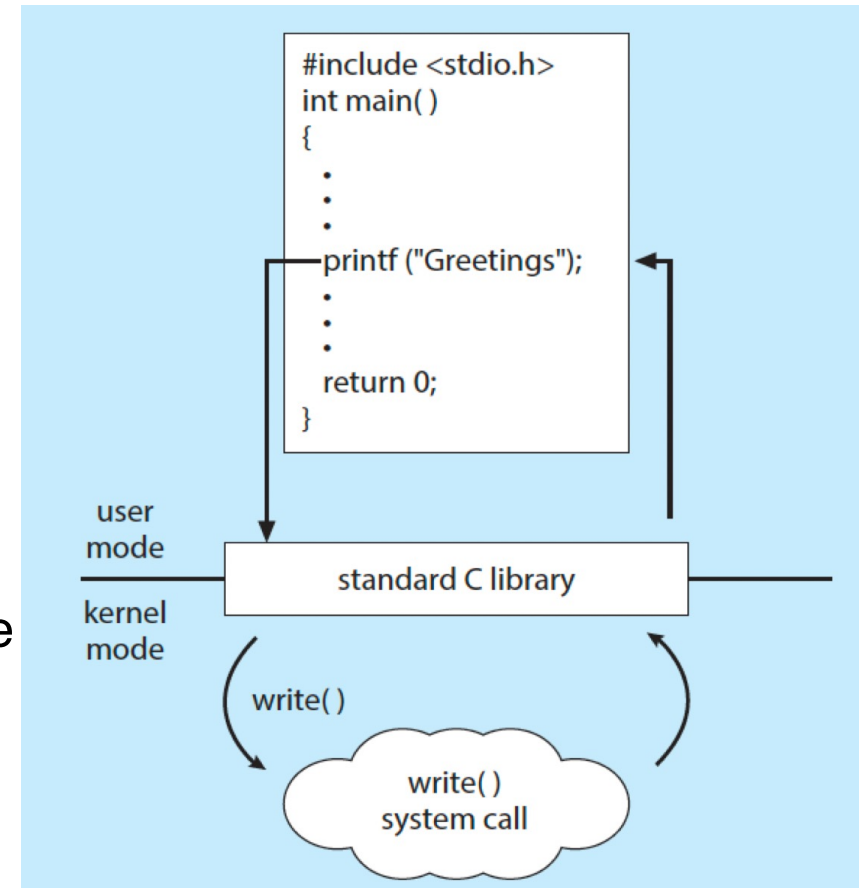 #include <stdio.h>
int main( )
{
•
•
•
printf ("Greetings");
•
•
•
return 0;
}
user
mode
standard C library
kernel
mode
e
write( )
write( )
system call